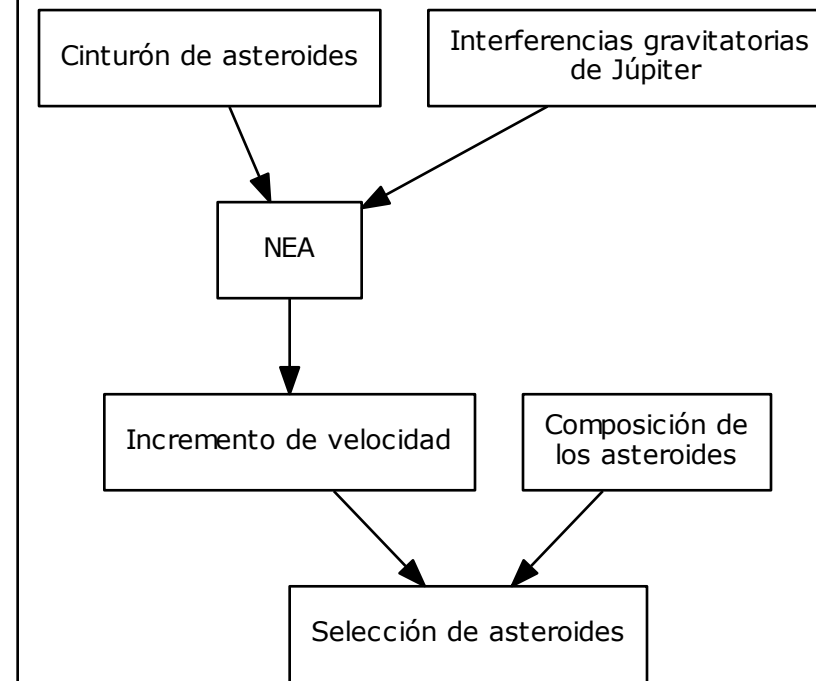 Cinturón de asteroides
Interferencias gravitatorias
de Júpiter
NEA
Incremento de velocidad
Composición de
los asteroides
Selección de asteroides